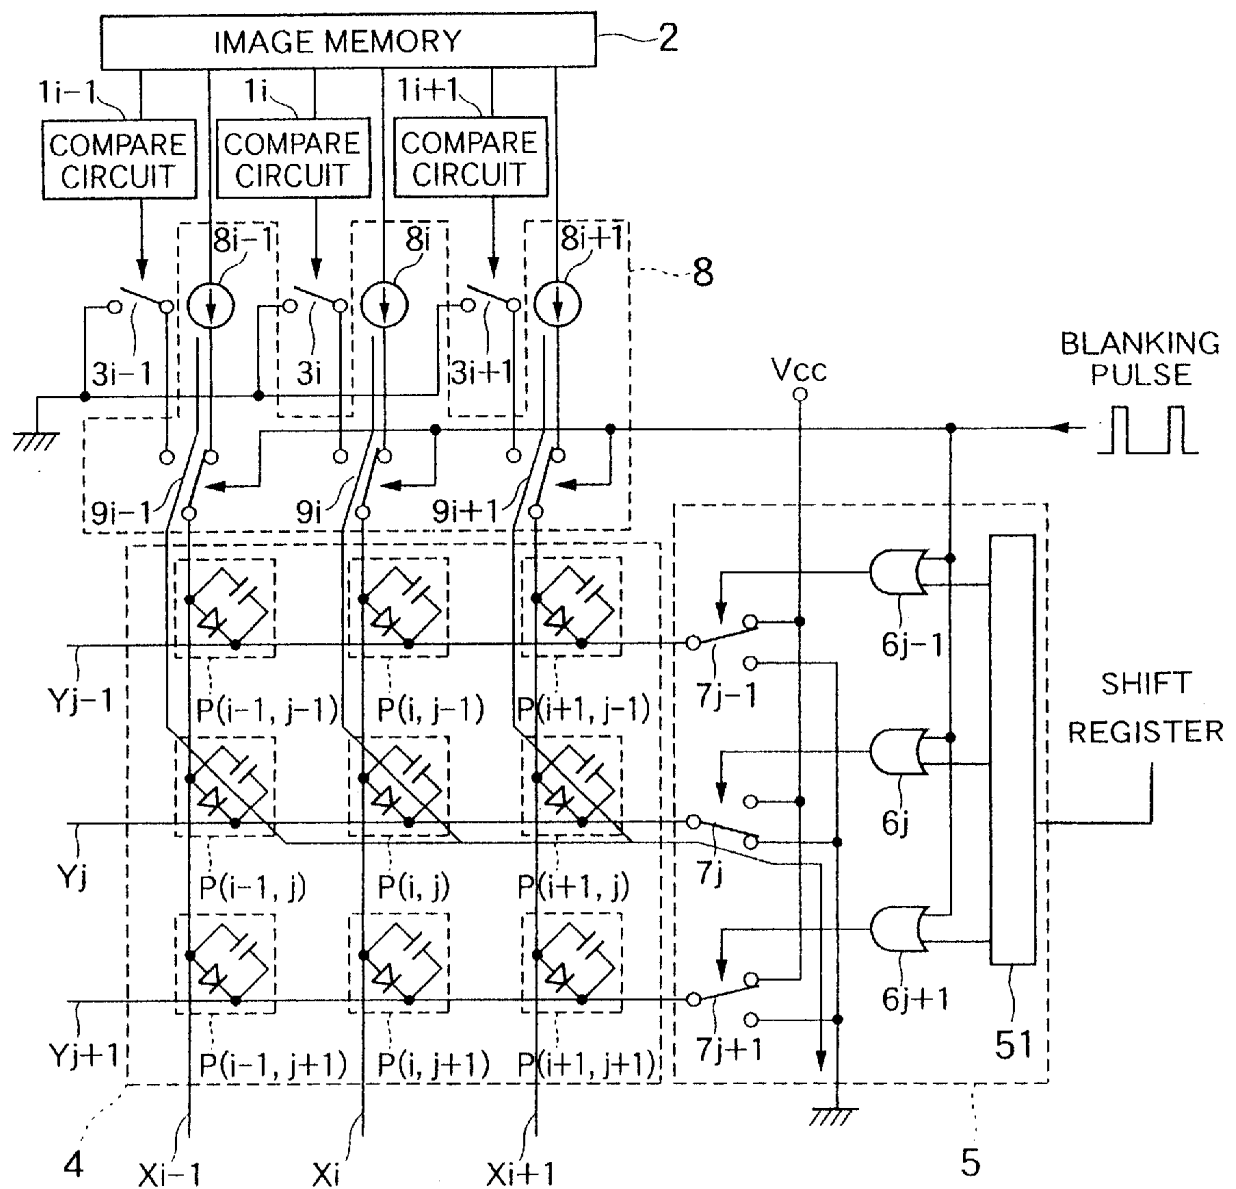 IMAGE MEMORY
2
1i-1
1i
1i+1
COMPARE CIRCUIT
COMPARE CIRCUIT
COMPARE CIRCUIT
8i-1
8i
8i+1
8
3i-1
3i
3i+1
Vcc
BLANKING
PULSE
9i-1
9i
9i+1
6j-1
Yj-1
7j-1
P(i-1, j-1)
P(i, j-1)
P(i+1, j-1)
SHIFT
REGISTER
6j
Yj
7j
P(i-1, j)
P(i, j)
P(i+1, j)
6j+1
Yj+1
7j+1
51
P(i-1, j+1)
P(i, j+1)
P(i+1, j+1)
4
Xi-1
Xi
Xi+1
5